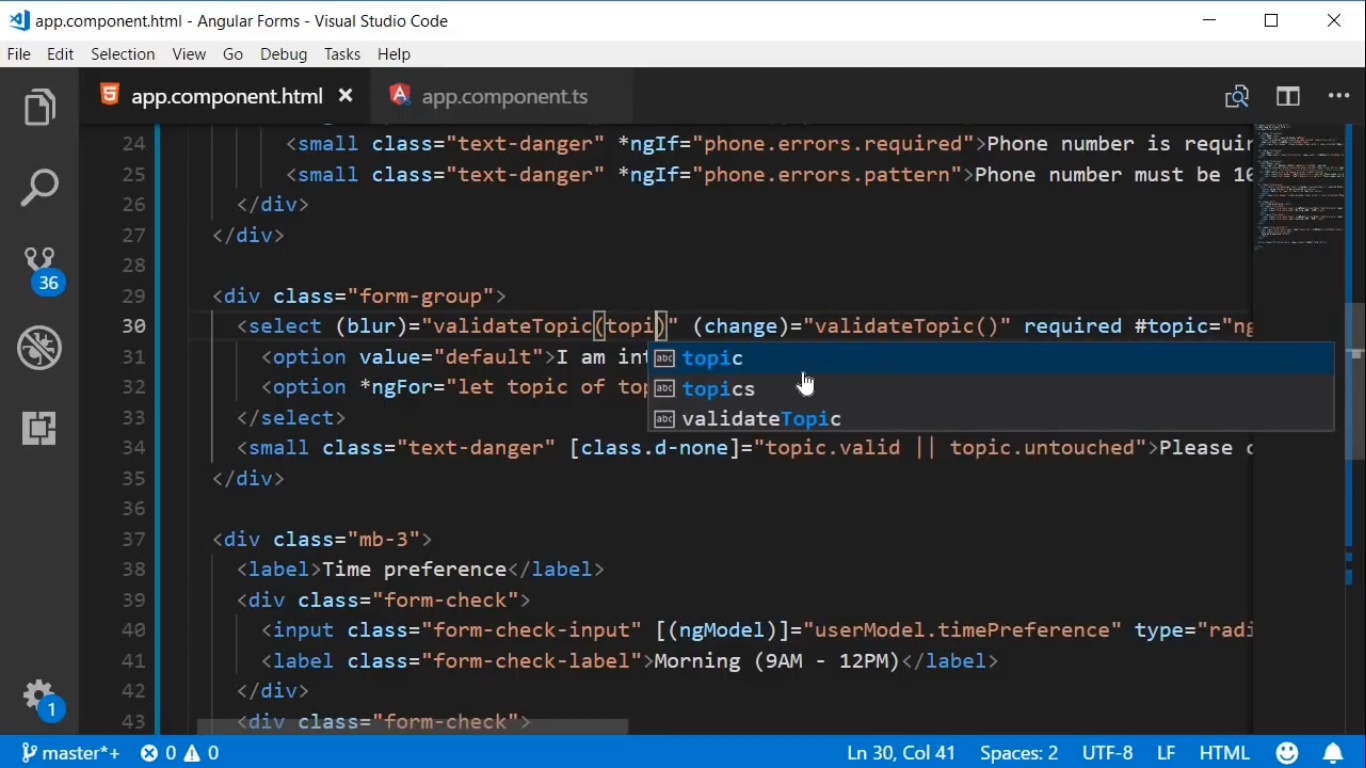 app.component.html - Angular Forms - Visual Studio Code
File Edit Selection View Go Debug Tasks Help
app.component.html app.component.ts
24 <small class="text-danger" *ngIf="phone.errors.required">Phone number is requir
25 <small class="text-danger" *ngIf="phone.errors.pattern">Phone number must be 10
26 </div>
27 </div>
28
29 <div class="form-group">
30 <select (blur)="validateTopic(topi)" (change)="validateTopic()" required #topic="ng
31 <option value="default">I am int
topic
32 <option *ngFor="let topic of top
topics
33 </select>
validateTopic
34 <small class="text-danger" [class.d-none]="topic.valid || topic.untouched">Please c
35 </div>
36
37 <div class="mb-3">
38 <label>Time preference</label>
39 <div class="form-check">
40 <input class="form-check-input" [(ngModel)]="userModel.timePreference" type="radi
41 <label class="form-check-label">Morning (9AM - 12PM)</label>
42 </div>
43 <div class="form-check">
36
1
master*+ 0 0 Ln 30, Col 41 Spaces: 2 UTF-8 LF HTML